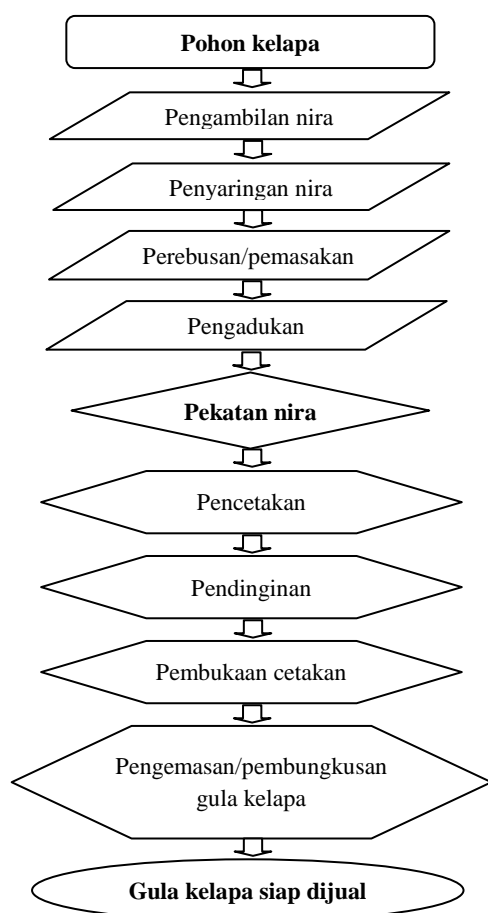 Pohon kelapa
Pengambilan nira
Penyaringan nira
Perebusan/pemasakan
Pengadukan
Pekatan nira
Pencetakan
Pendinginan
Pembukaan cetakan
Pengemasan/pembungkusan
gula kelapa
Gula kelapa siap dijual